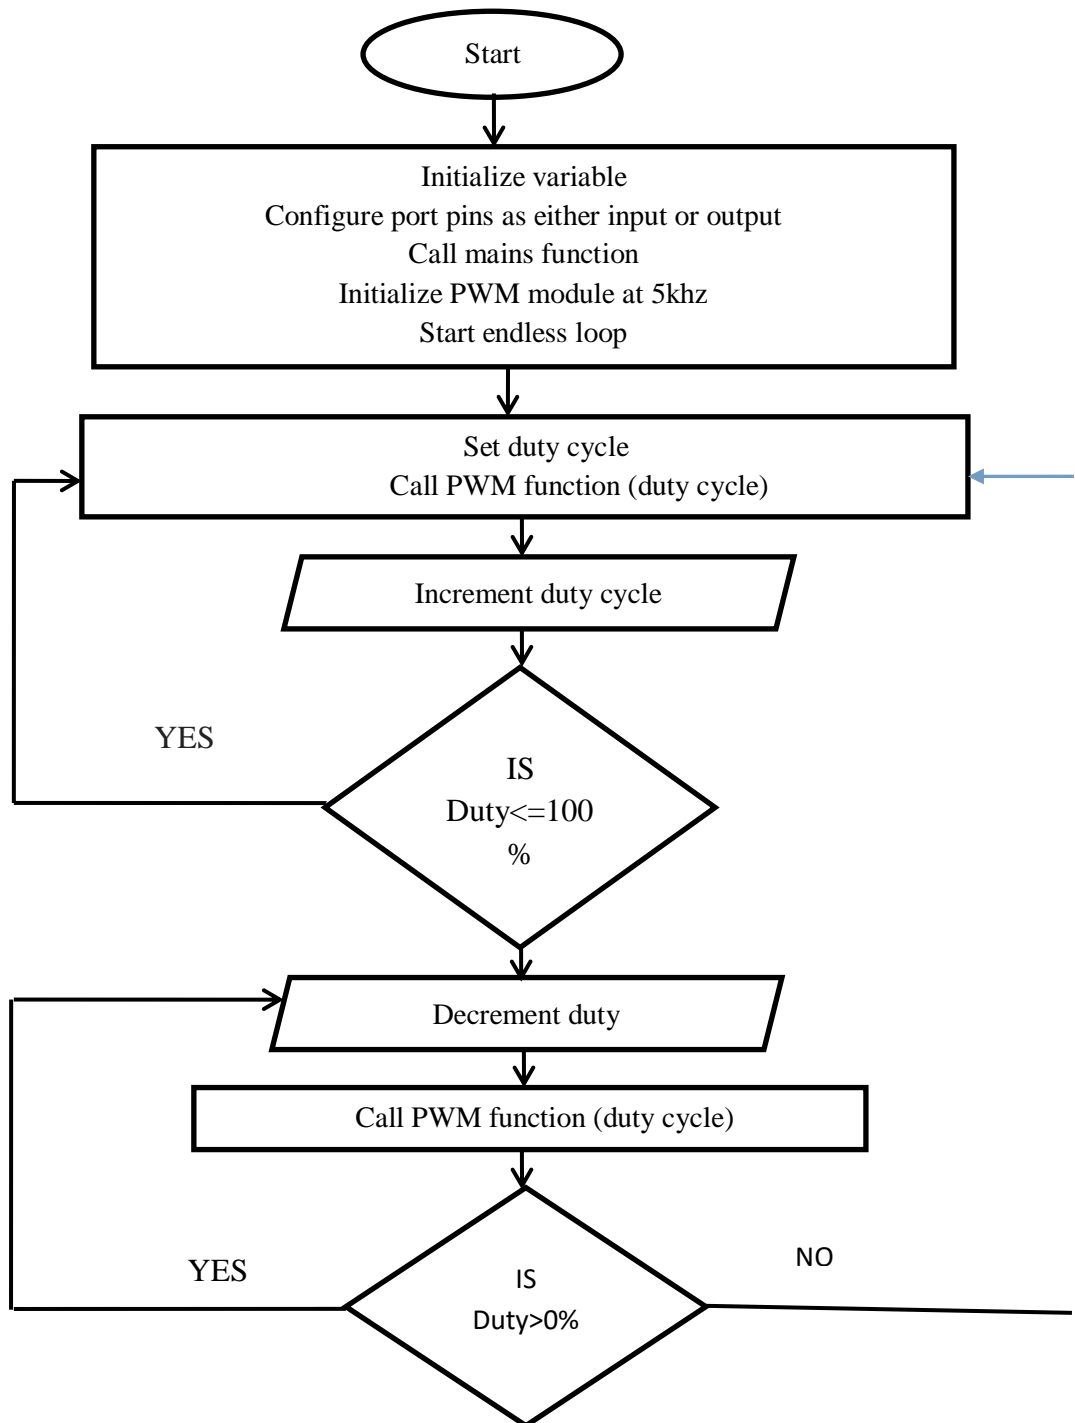 Start
Initialize variable
Configure port pins as either input or output
Call mains function
Initialize PWM module at 5khz
Start endless loop
Set duty cycle
Call PWM function (duty cycle)
Increment duty cycle
YES
IS
Duty<=100
%
Decrement duty
Call PWM function (duty cycle)
YES
IS
Duty>0%
NO